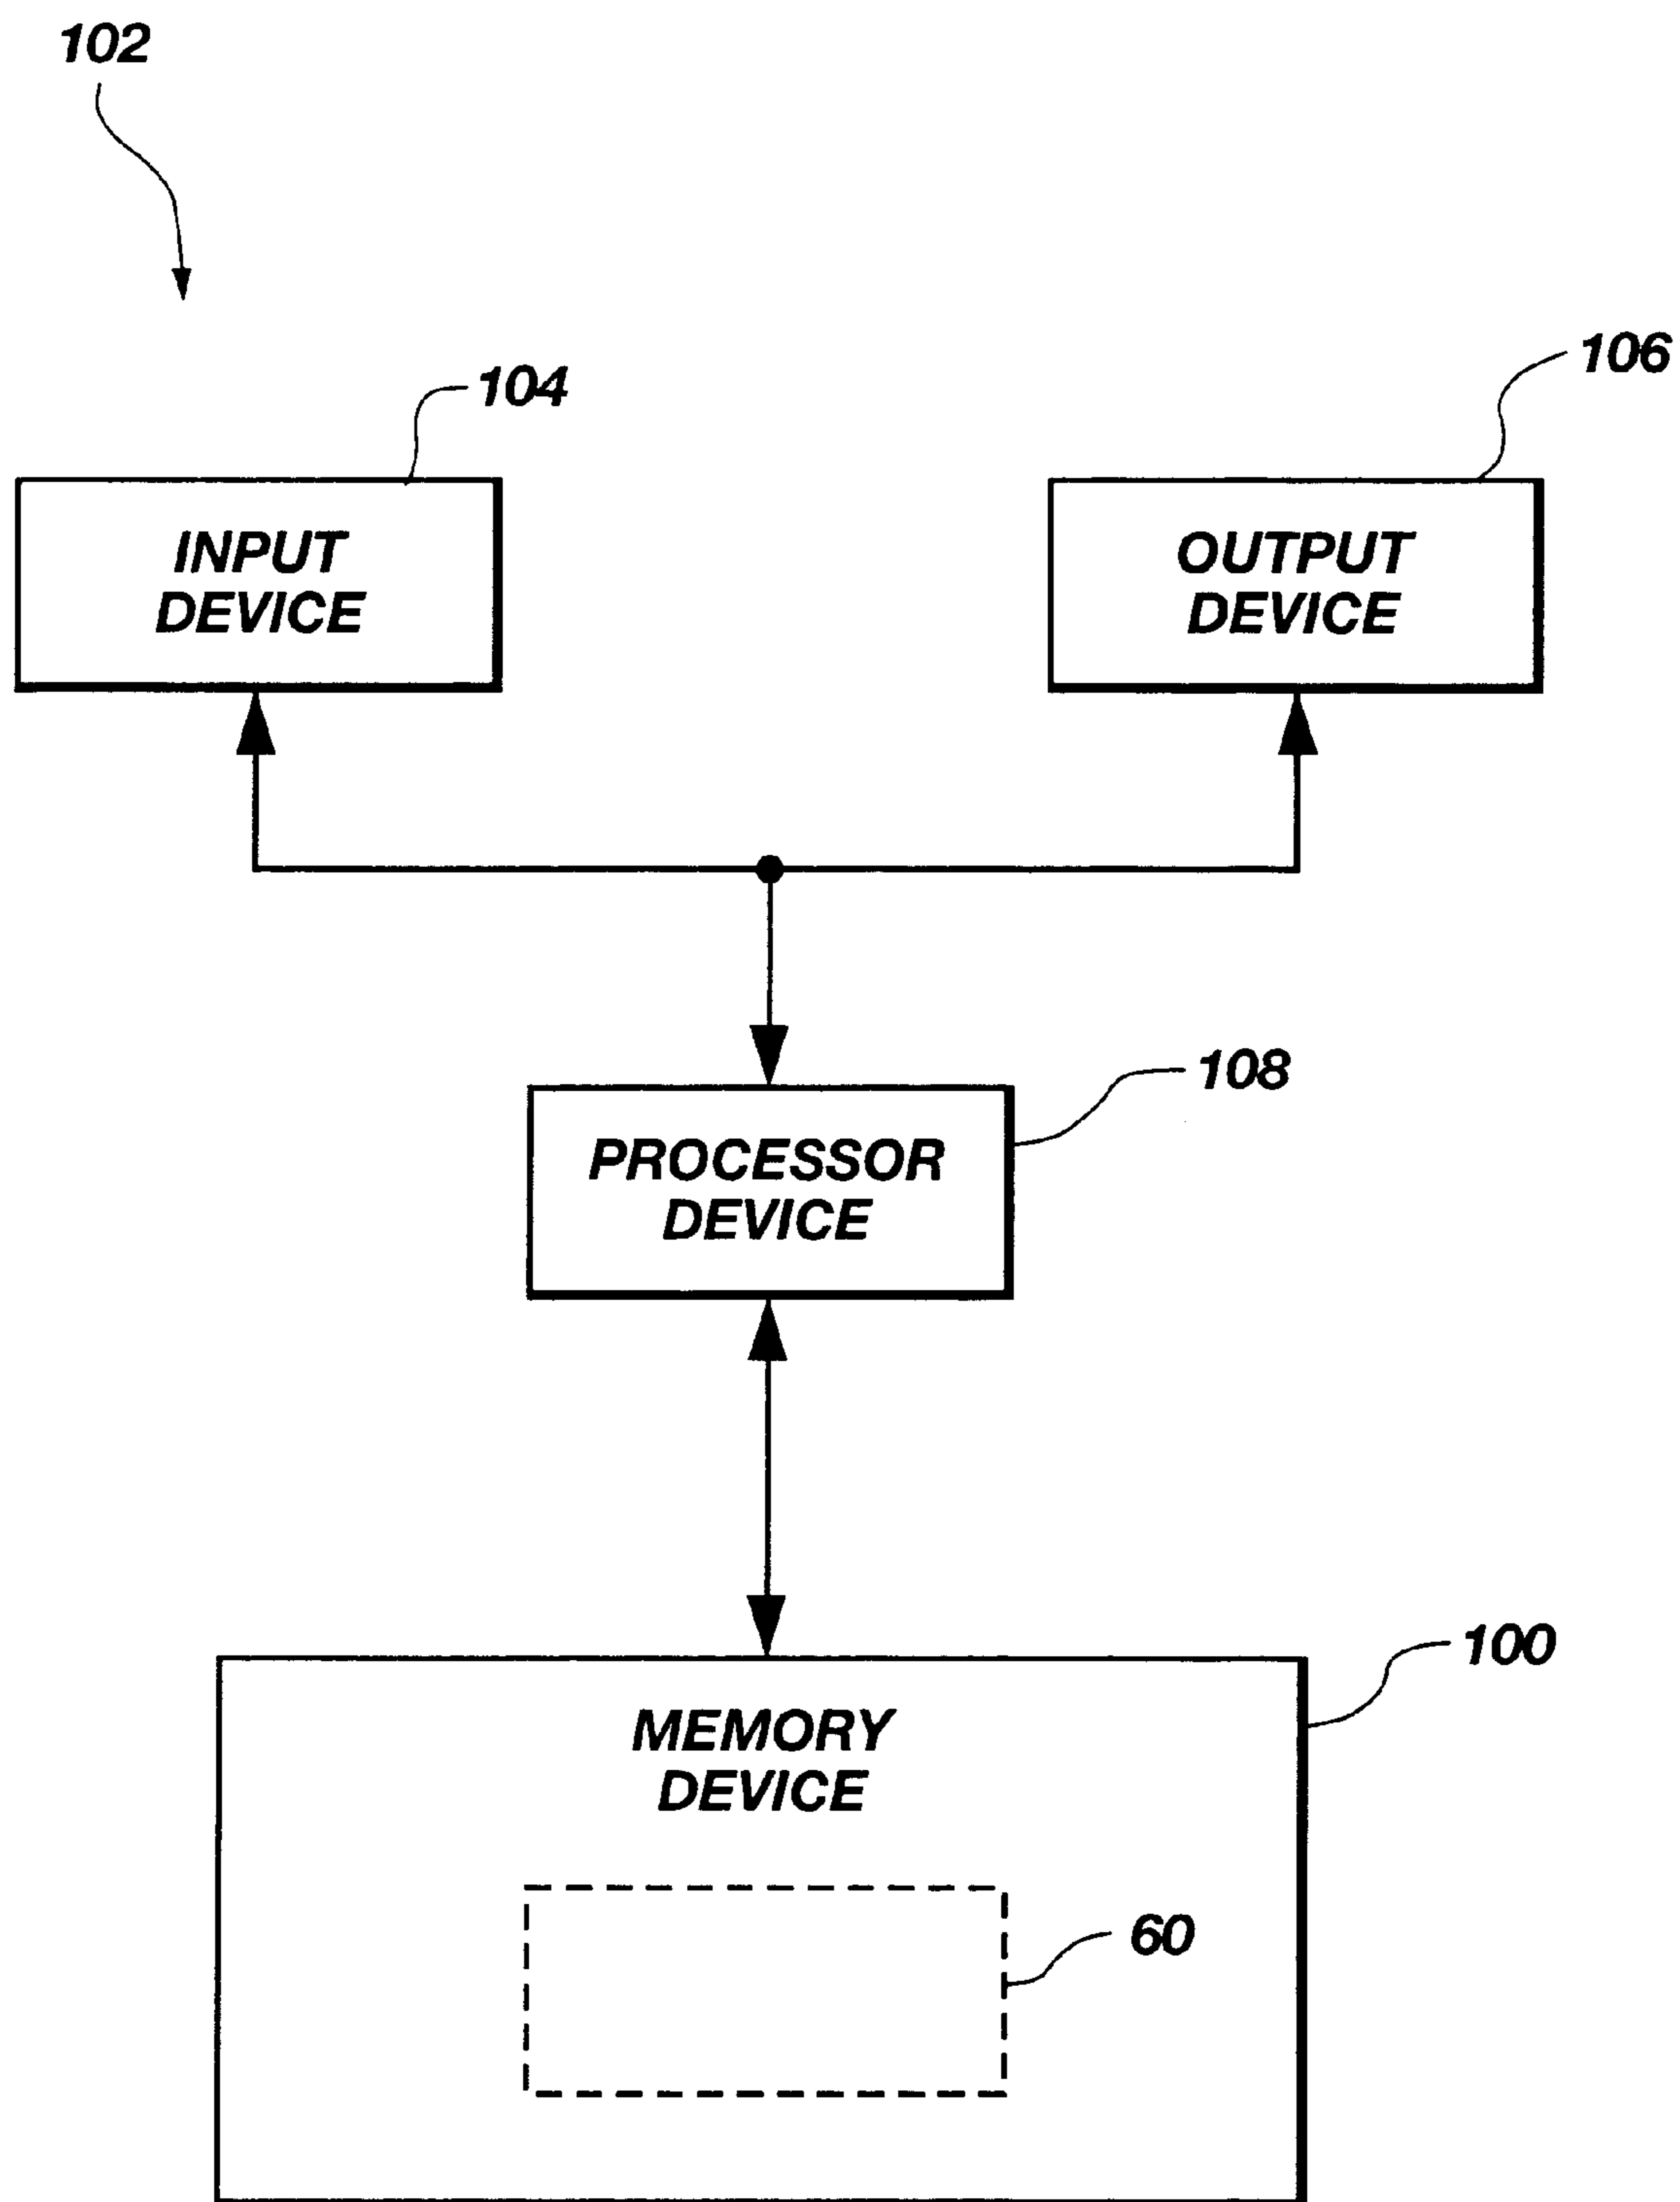 102
104
106
INPUT
DEVICE
OUTPUT
DEVICE
108
PROCESSOR
DEVICE
100
MEMORY
DEVICE
60